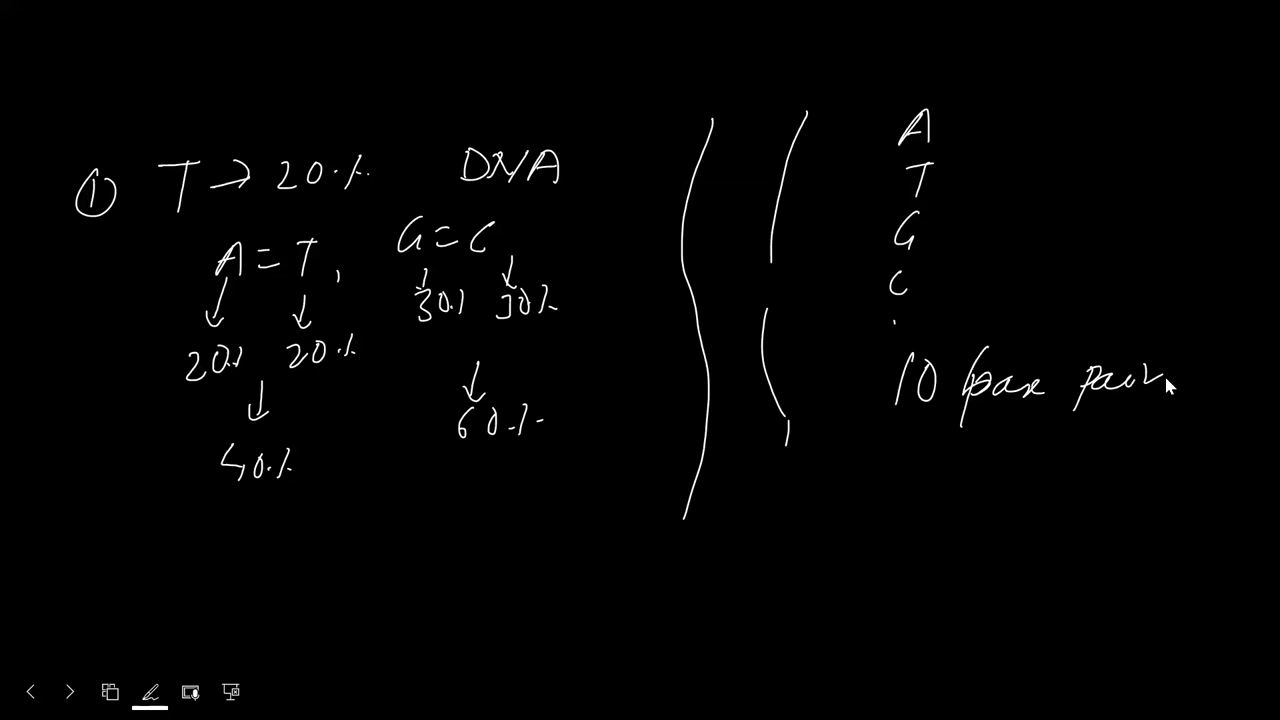 ① T → 20% DNA
A = T, G = C
30% 30%
20% 20%
40% 60%
A
T
G
C
10 base pair